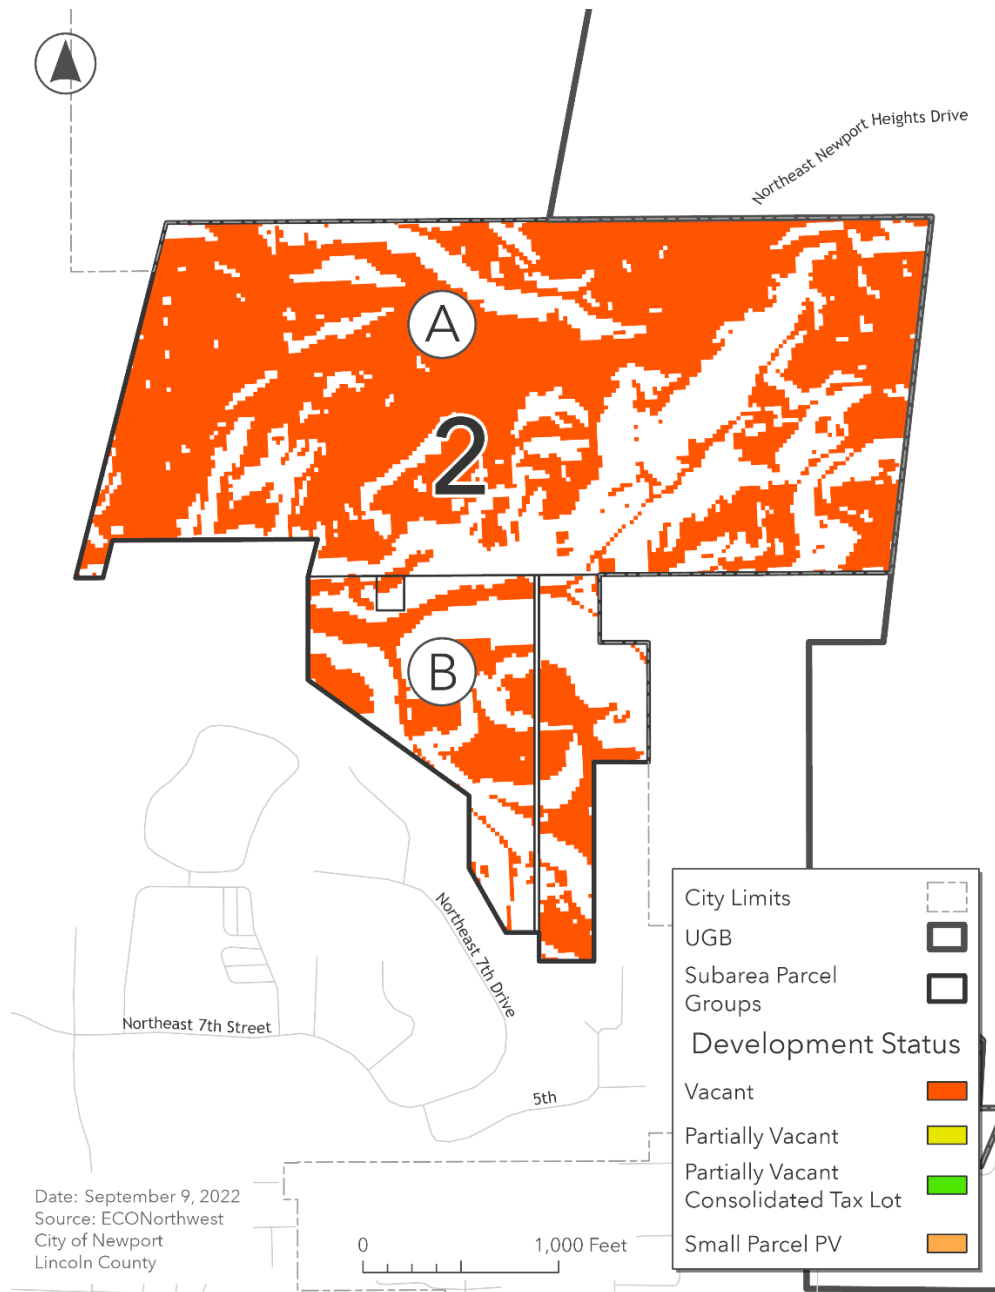 Northeast Newport Heights Drive
A
2
B
Northeast 7th Drive
Northeast 7th Street
5th
City Limits
UGB
Subarea Parcel
Groups
Development Status
Vacant
Partially Vacant
Partially Vacant
Consolidated Tax Lot
Small Parcel PV
Date: September 9, 2022
Source: ECONorthwest
City of Newport
Lincoln County
0 1,000 Feet